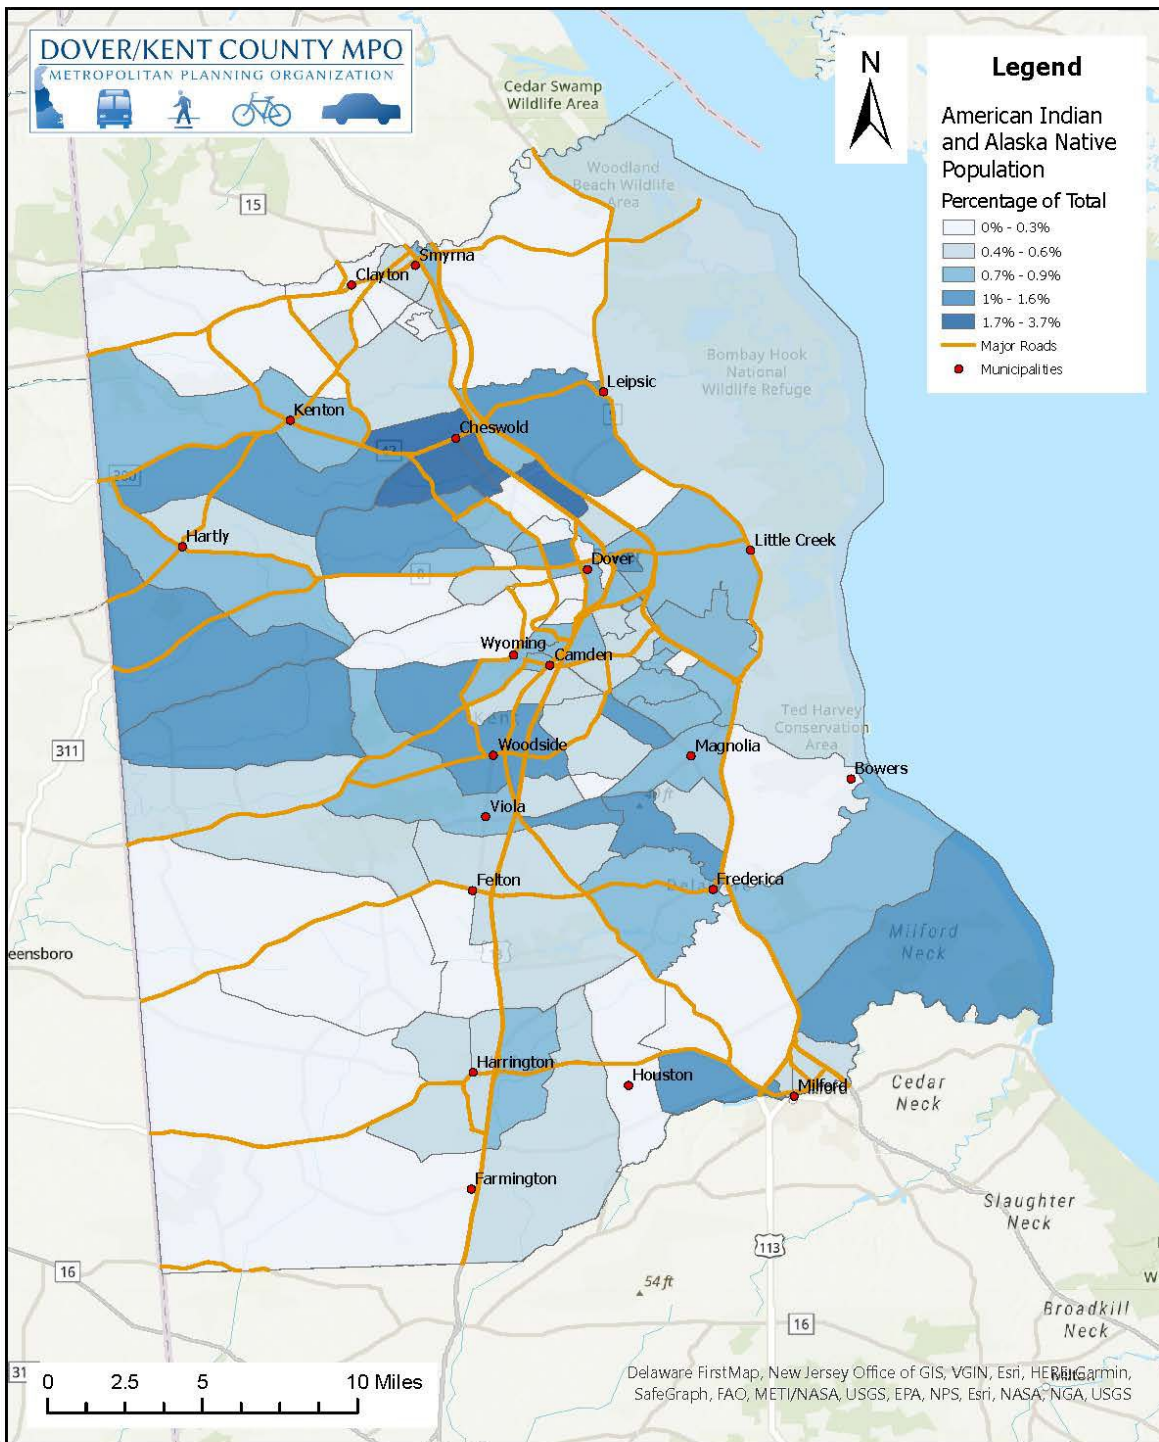 DOVER/KENT COUNTY MPO
METROPOLITAN PLANNING ORGANIZATION
N
Legend
American Indian
and Alaska Native
Population
Percentage of Total
0% - 0.3%
0.4% - 0.6%
0.7% - 0.9%
1% - 1.6%
1.7% - 3.7%
Major Roads
Municipalities
Cedar Swamp
Wildlife Area
Woodland
Beach Wildlife
Area
15
Smyrna
Clayton
Bombay Hook
National
Wildlife Refuge
Leipsic
9
Kenton
Cheswold
42
300
Hartly
Little Creek
Dover
8
Wyoming
Camden
Kent
Ted Harvey
Conservation
Area
311
Woodside
Magnolia
Bowers
Viola
Felton
Frederica
Milford
Neck
eensboro
13
Harrington
Houston
Milford
Cedar
Neck
Farmington
Slaughter
Neck
113
16
54 ft
16
Broadkill
Neck
W
31
0 2.5 5 10 Miles
Delaware FirstMap, New Jersey Office of GIS, VGIN, Esri, HERE, Garmin,
SafeGraph, FAO, METI/NASA, USGS, EPA, NPS, Esri, NASA, NGA, USGS